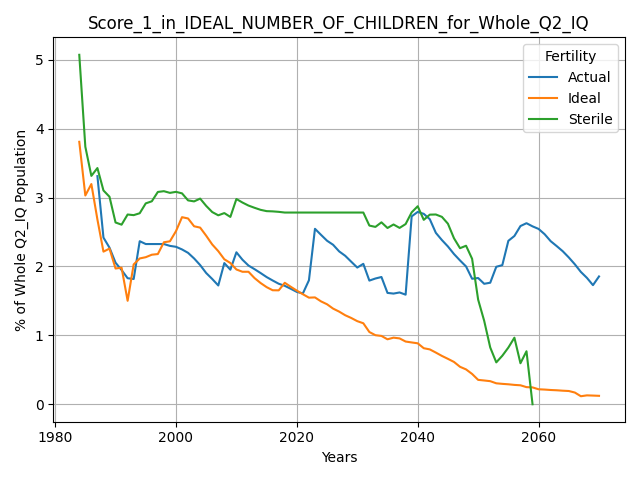 Score_1_in_IDEAL_NUMBER_OF_CHILDREN_for_Whole_Q2_IQ
Fertility
Actual
Ideal
Sterile
% of Whole Q2_IQ Population
5
4
3
2
1
0
1980 2000 2020 2040 2060
Years